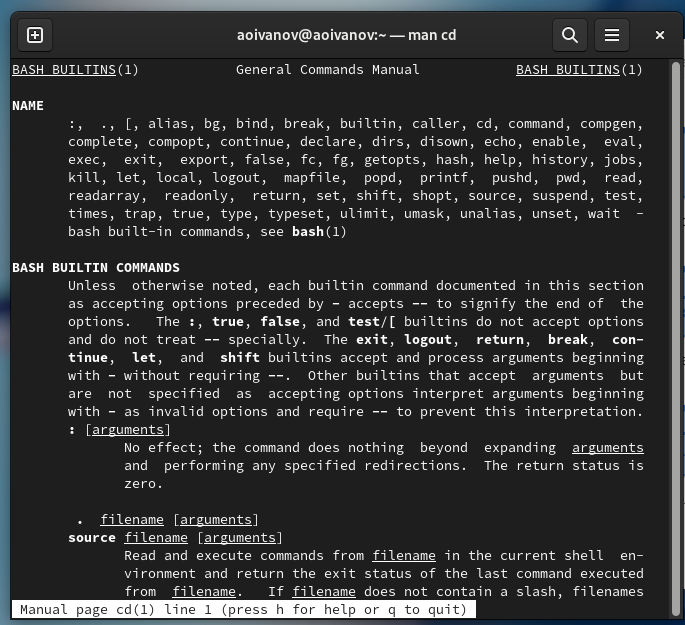 aoivanov@aoivanov:~ — man cd
BASH BUILTINS(1) General Commands Manual BASH BUILTINS(1)
NAME
:, ., [, alias, bg, bind, break, builtin, caller, cd, command, compgen,
complete, compopt, continue, declare, dirs, disown, echo, enable, eval,
exec, exit, export, false, fc, fg, getopts, hash, help, history, jobs,
kill, let, local, logout, mapfile, popd, printf, pushd, pwd, read,
readarray, readonly, return, set, shift, shopt, source, suspend, test,
times, trap, true, type, typeset, ulimit, umask, unalias, unset, wait -
bash built-in commands, see bash(1)
BASH BUILTIN COMMANDS
Unless otherwise noted, each builtin command documented in this section
as accepting options preceded by - accepts -- to signify the end of the
options. The :, true, false, and test/[ builtins do not accept options
and do not treat -- specially. The exit, logout, return, break, con-
tinue, let, and shift builtins accept and process arguments beginning
with - without requiring --. Other builtins that accept arguments but
are not specified as accepting options interpret arguments beginning
with - as invalid options and require -- to prevent this interpretation.
: [arguments]
No effect; the command does nothing beyond expanding arguments
and performing any specified redirections. The return status is
zero.
. filename [arguments]
source filename [arguments]
Read and execute commands from filename in the current shell en-
vironment and return the exit status of the last command executed
from filename. If filename does not contain a slash, filenames
Manual page cd(1) line 1 (press h for help or q to quit)